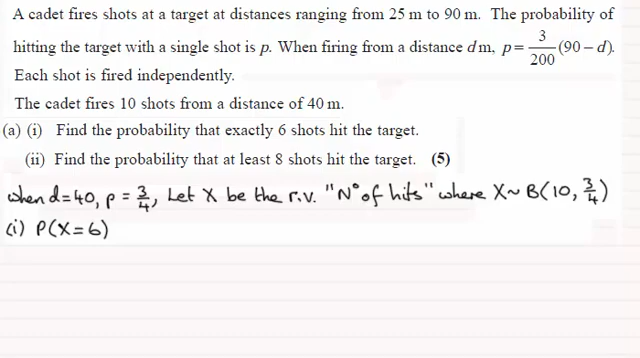 A cadet fires shots at a target at distances ranging from 25 m to 90 m. The probability of
hitting the target with a single shot is p. When firing from a distance d m, p = 3/200 (90 − d).
Each shot is fired independently.
The cadet fires 10 shots from a distance of 40 m.
(a) (i) Find the probability that exactly 6 shots hit the target.
(ii) Find the probability that at least 8 shots hit the target. (5)
when d=40, p = 3/4, Let X be the r.v. "N° of hits" where X~B(10, 3/4)
(i) P(X=6)